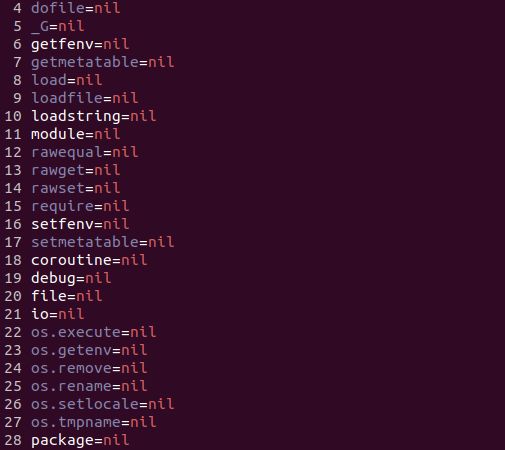 4 dofile=nil
5 _G=nil
6 getfenv=nil
7 getmetatable=nil
8 load=nil
9 loadfile=nil
10 loadstring=nil
11 module=nil
12 rawequal=nil
13 rawget=nil
14 rawset=nil
15 require=nil
16 setfenv=nil
17 setmetatable=nil
18 coroutine=nil
19 debug=nil
20 file=nil
21 io=nil
22 os.execute=nil
23 os.getenv=nil
24 os.remove=nil
25 os.rename=nil
26 os.setlocale=nil
27 os.tmpname=nil
28 package=nil